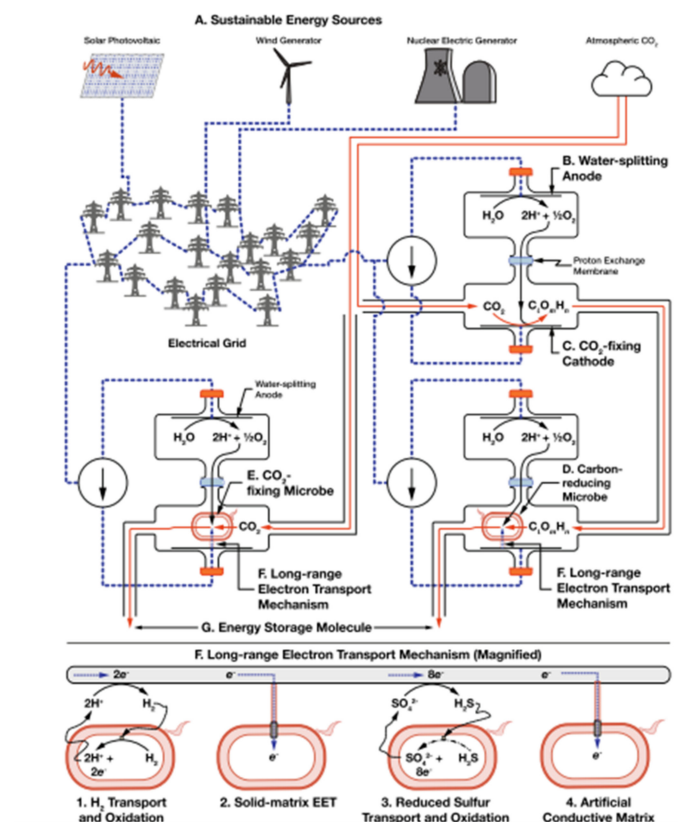 A. Sustainable Energy Sources
Solar Photovoltaic
Wind Generator
Nuclear Electric Generator
Atmospheric CO₂
B. Water-splitting
Anode
H₂O 2H⁺ + ½O₂
Proton Exchange
Membrane
CO₂ C₁OₘHₙ
Electrical Grid
C. CO₂-fixing
Cathode
Water-splitting
Anode
H₂O 2H⁺ + ½O₂
H₂O 2H⁺ + ½O₂
E. CO₂-
fixing Microbe
D. Carbon-
reducing
Microbe
CO₂
C₁OₘHₙ
F. Long-range
Electron Transport
Mechanism
F. Long-range
Electron Transport
Mechanism
G. Energy Storage Molecule
F. Long-range Electron Transport Mechanism (Magnified)
2e⁻ e⁻ 8e⁻ e⁻
2H⁺ H₂ SO₄²⁻ H₂S
2H⁺ + H₂ e⁻ SO₄²⁻ + H₂S e⁻
2e⁻ 8e⁻
1. H₂ Transport
and Oxidation
2. Solid-matrix EET
3. Reduced Sulfur
Transport and Oxidation
4. Artificial
Conductive Matrix